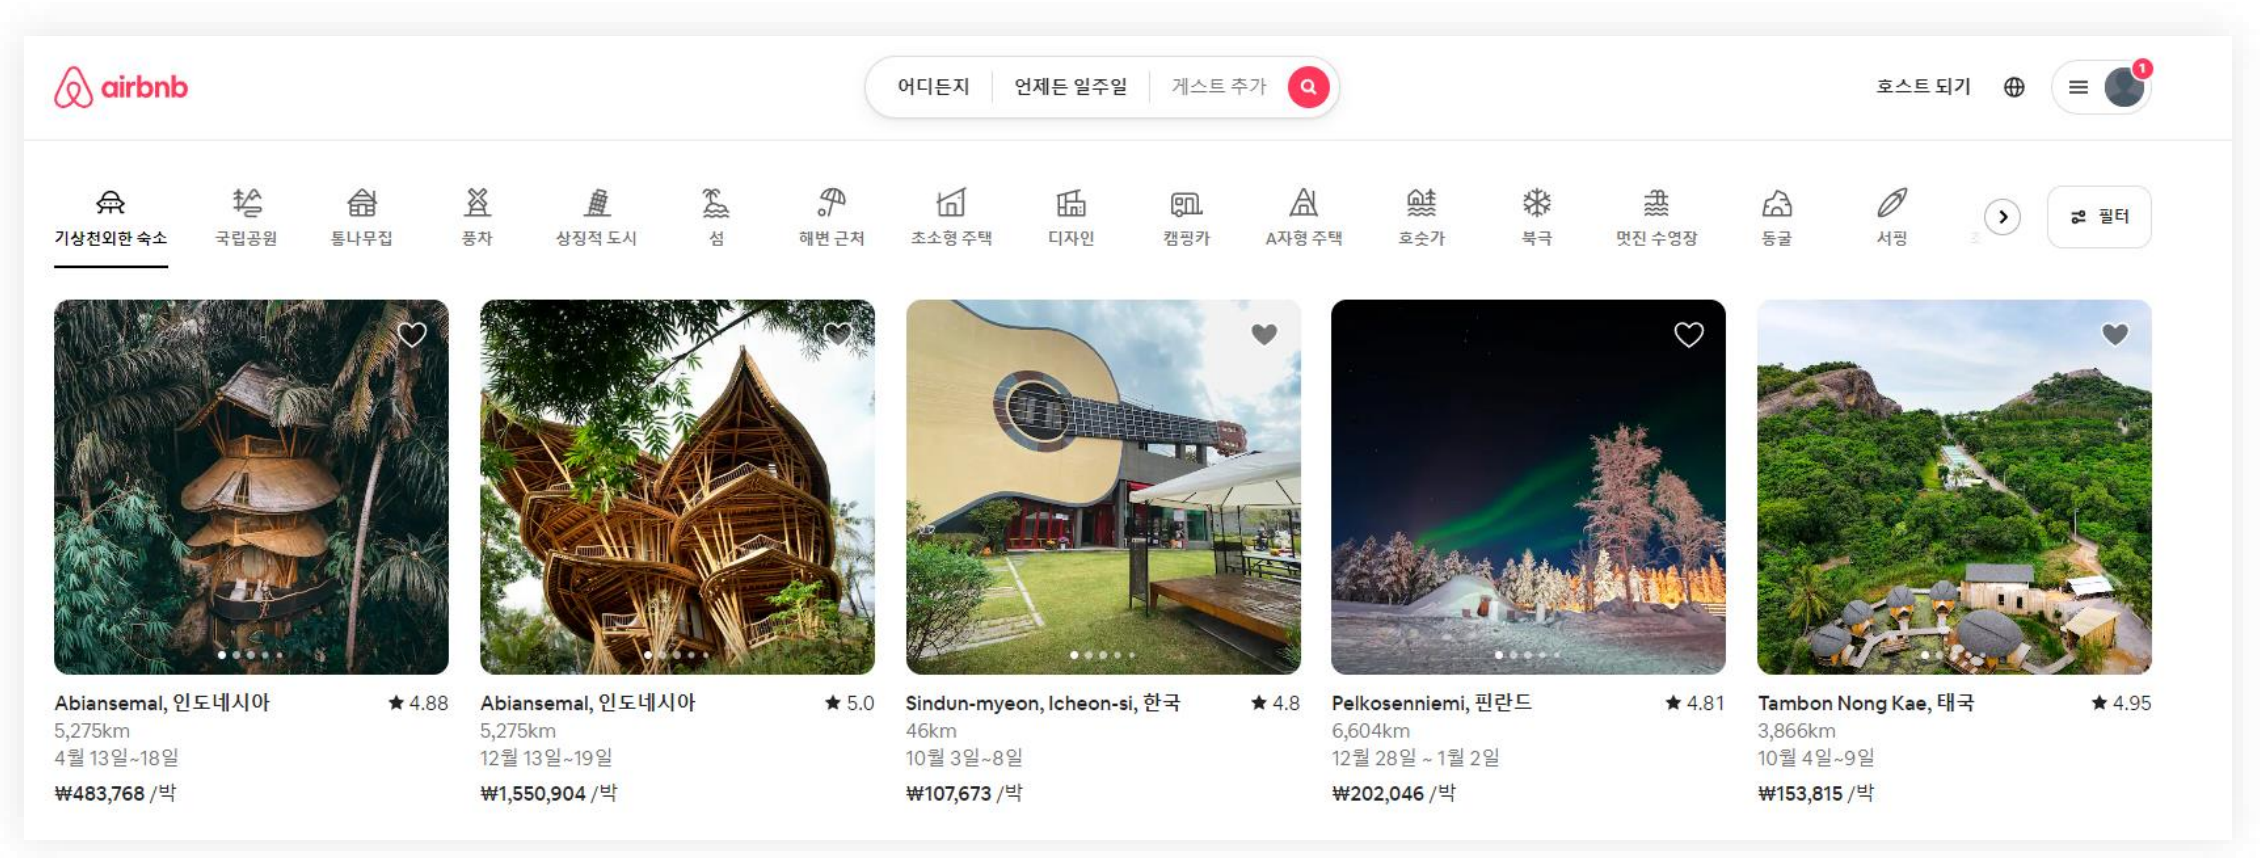 airbnb
어디든지 언제든 일주일 게스트 추가
호스트 되기
1
기상천외한 숙소 국립공원 통나무집 풍차 상징적 도시 섬 해변 근처 초소형 주택 디자인 캠핑카 A자형 주택 호숫가 북극 멋진 수영장 동굴 서핑
필터
Abiansemal, 인도네시아 ★ 4.88
5,275km
4월 13일~18일
₩483,768 /박
Abiansemal, 인도네시아 ★ 5.0
5,275km
12월 13일~19일
₩1,550,904 /박
Sindun-myeon, Icheon-si, 한국 ★ 4.8
46km
10월 3일~8일
₩107,673 /박
Pelkosenniemi, 핀란드 ★ 4.81
6,604km
12월 28일 ~ 1월 2일
₩202,046 /박
Tambon Nong Kae, 태국 ★ 4.95
3,866km
10월 4일~9일
₩153,815 /박